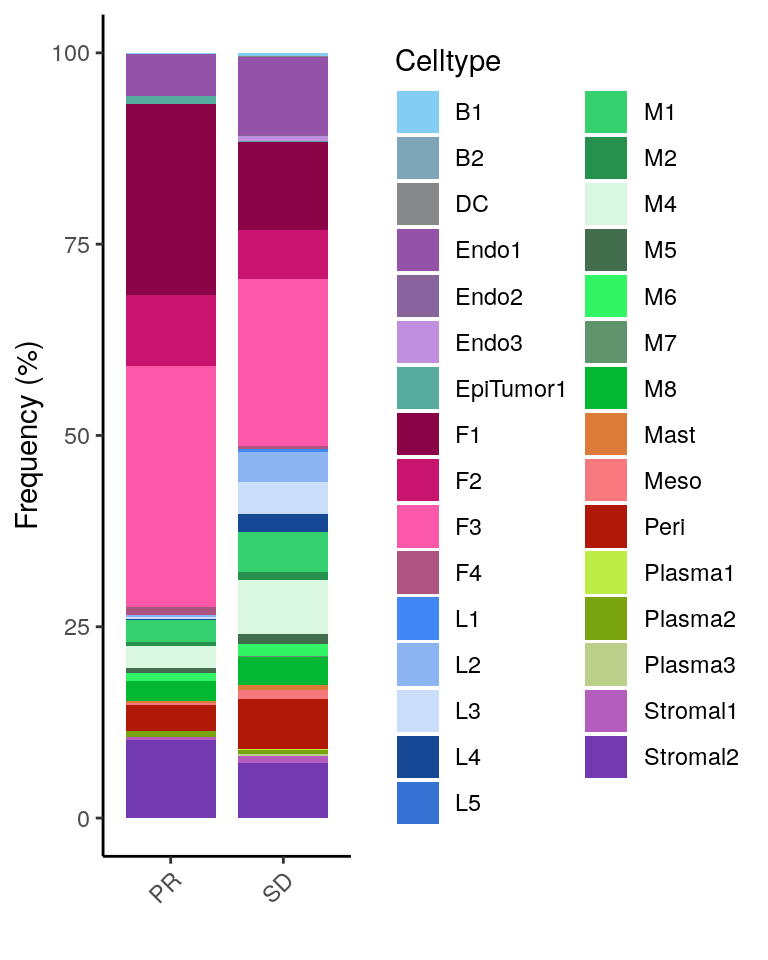 Celltype
100
75
50
25
0
Frequency (%)
PR
SD
B1
B2
DC
Endo1
Endo2
Endo3
EpiTumor1
F1
F2
F3
F4
L1
L2
L3
L4
L5
M1
M2
M4
M5
M6
M7
M8
Mast
Meso
Peri
Plasma1
Plasma2
Plasma3
Stromal1
Stromal2